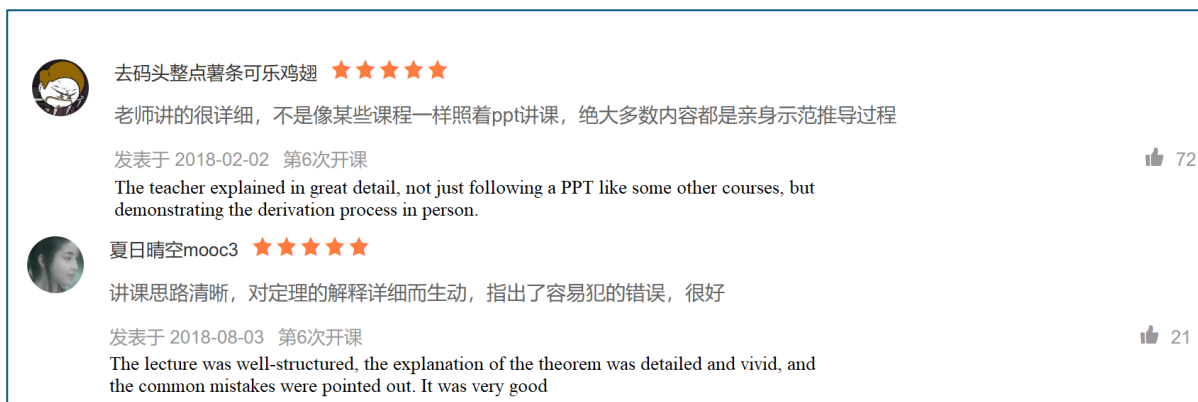 去码头整点薯条可乐鸡翅
老师讲的很详细，不是像某些课程一样照着ppt讲课，绝大多数内容都是亲身示范推导过程
发表于 2018-02-02 第6次开课 72
The teacher explained in great detail, not just following a PPT like some other courses, but
demonstrating the derivation process in person.
夏日晴空mooc3
讲课思路清晰，对定理的解释详细而生动，指出了容易犯的错误，很好
发表于 2018-08-03 第6次开课 21
The lecture was well-structured, the explanation of the theorem was detailed and vivid, and
the common mistakes were pointed out. It was very good